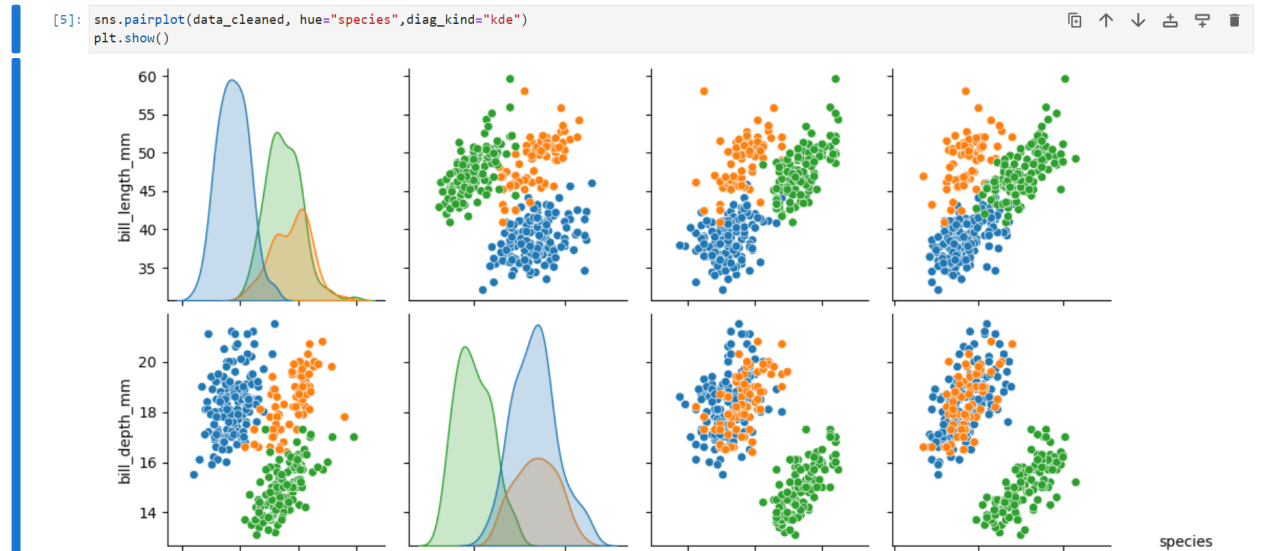 [5]: sns.pairplot(data_cleaned, hue="species",diag_kind="kde")
plt.show()
60
55
50
45
40
35
bill_length_mm
20
18
16
14
bill_depth_mm
species